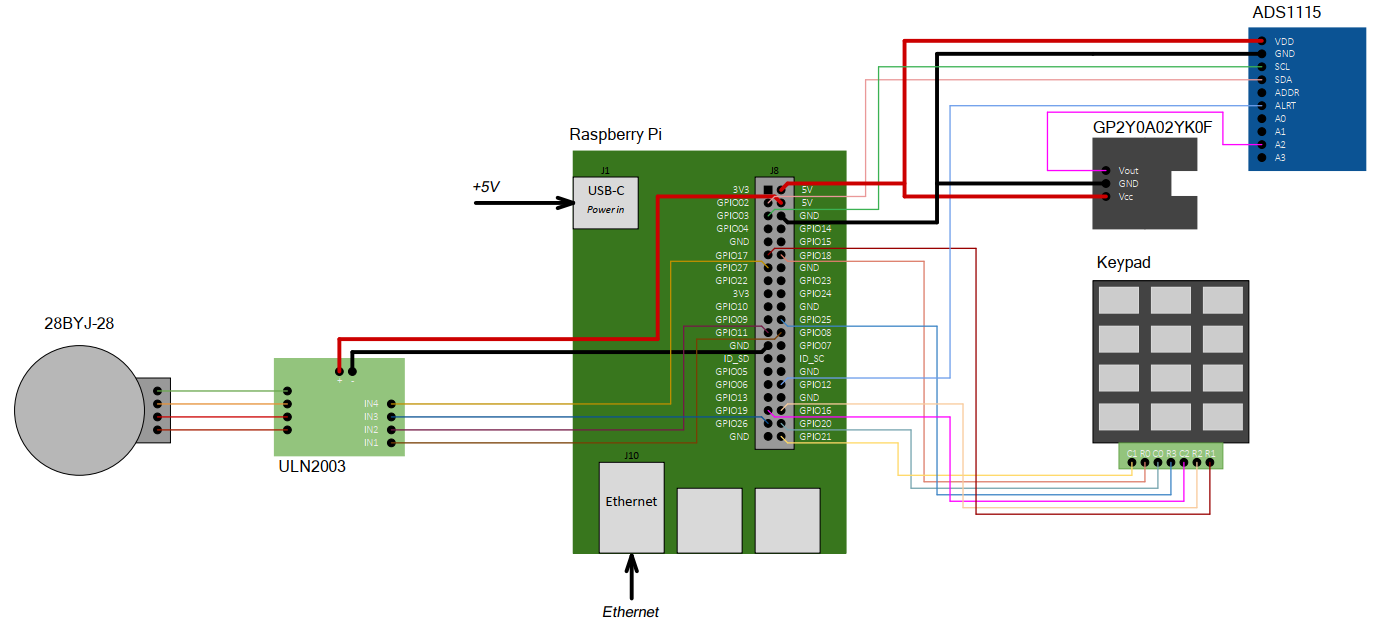 ADS1115
VDD
GND
SCL
SDA
ADDR
ALRT
A0
A1
A2
A3
GP2Y0A02YK0F
Vout
GND
Vcc
Raspberry Pi
J1
USB-C
Power in
+5V
J8
3V3 5V
GPIO02 5V
GPIO03 GND
GPIO04 GPIO14
GND GPIO15
GPIO17 GPIO18
GPIO27 GND
GPIO22 GPIO23
3V3 GPIO24
GPIO10 GND
GPIO09 GPIO25
GPIO11 GPIO08
GND GPIO07
ID_SD ID_SC
GPIO05 GND
GPIO06 GPIO12
GPIO13 GND
GPIO19 GPIO16
GPIO26 GPIO20
GND GPIO21
Keypad
C1 R0 C0 R3 C2 R2 R1
28BYJ-28
+ -
IN4
IN3
IN2
IN1
ULN2003
J10
Ethernet
Ethernet